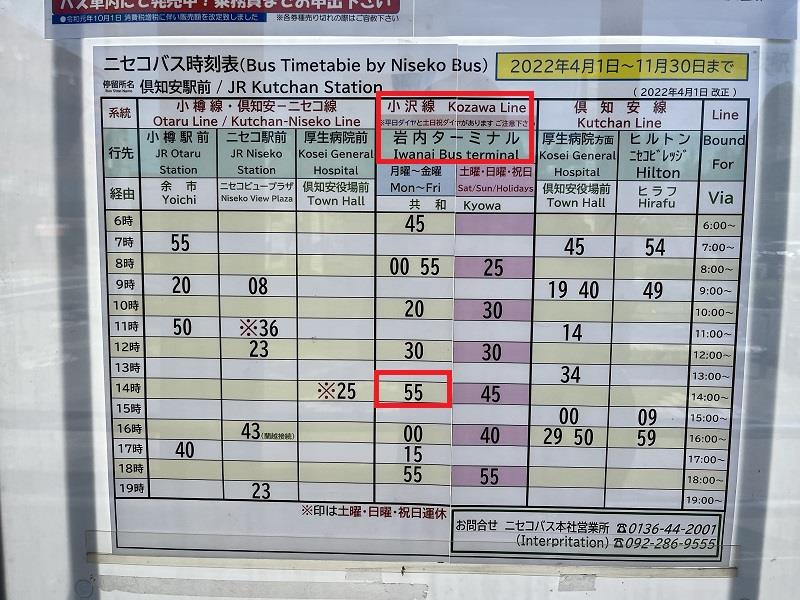 バス車内にご発売中！乗務員までお申出下さい
●令和元年10月1日 消費税増税に伴い販売額を改定致しました
※各券種売り切れの際はご容赦下さい
ニセコバス時刻表(Bus Timetable by Niseko Bus)
2022年4月1日～11月30日まで
停留所名 倶知安駅前 / JR Kutchan Station
( 2022年4月1日 改正 )
系統 小樽線・倶知安－ニセコ線 小沢線 Kozawa Line 倶知安線 Line
Otaru Line / Kutchan-Niseko Line ※平日ダイヤと土日祝ダイヤがあります ご注意下さ Kutchan Line
行先 小樽駅前 ニセコ駅前 厚生病院前 岩内ターミナル 厚生病院方面 ヒルトン Bound
JR Otaru JR Niseko Kosei General Iwanai Bus terminal Kosei General ニセコビレッジ For
Station Station Hospital 月曜～金曜 土曜・日曜・祝日 Hospital Hilton
経由 余市 ニセコビュープラザ 倶知安役場前 Mon～Fri Sat/Sun/Holidays 倶知安役場前 ヒラフ Via
Yoichi Niseko View Plaza Town Hall 共和 Kyowa Town Hall Hirafu
6時 45 6:00～
7時 55 45 54 7:00～
8時 00 55 25 8:00～
9時 20 08 19 40 49 9:00～
10時 20 30 10:00～
11時 50 ※36 14 11:00～
12時 23 30 30 12:00～
13時 34 13:00～
14時 ※25 55 45 14:00～
15時 00 09 15:00～
16時 43(蘭越接続) 00 40 29 50 59 16:00～
17時 40 15 17:00～
18時 55 55 18:00～
19時 23 19:00～
※印は土曜・日曜・祝日運休
お問合せ ニセコバス本社営業所 ☎0136-44-2001
(Interpritation) ☎092-286-9555